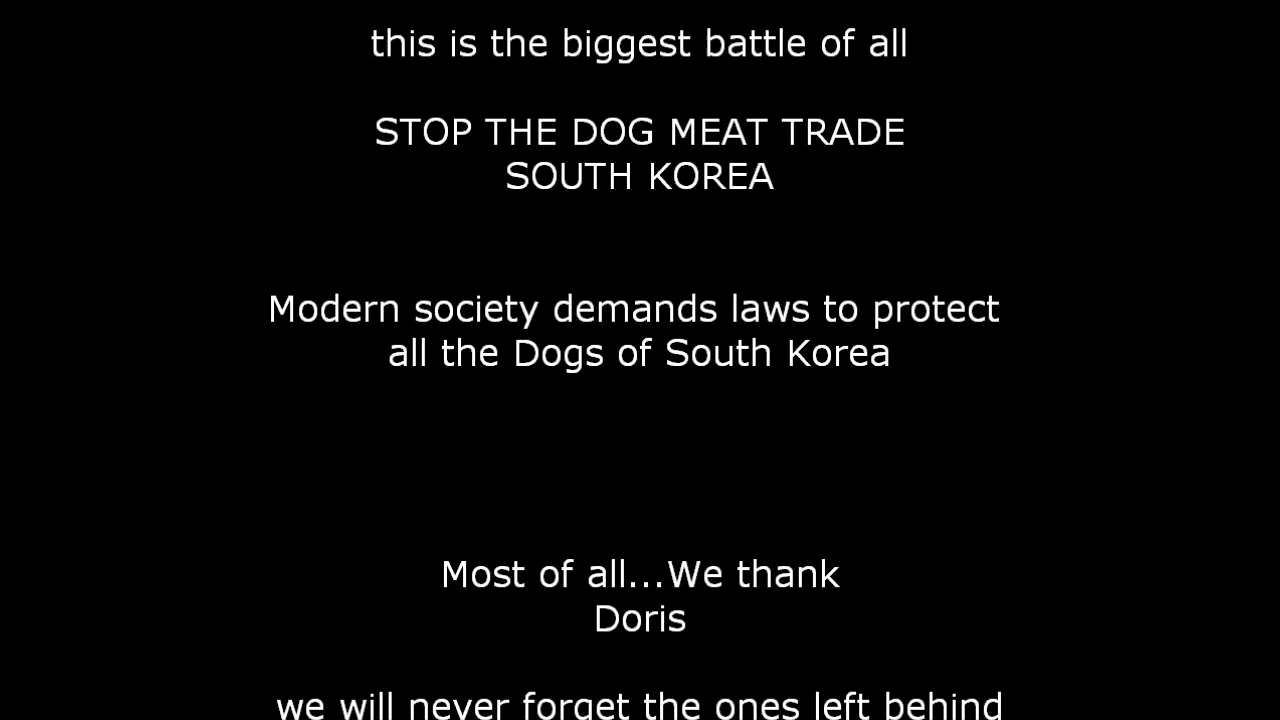 this is the biggest battle of all
STOP THE DOG MEAT TRADE
SOUTH KOREA
Modern society demands laws to protect
all the Dogs of South Korea
Most of all...We thank
Doris
we will never forget the ones left behind